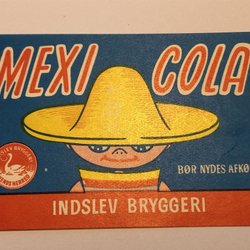 MEXI COLA
BØR NYDES AFKØ
INDSLEV BRYGGERI